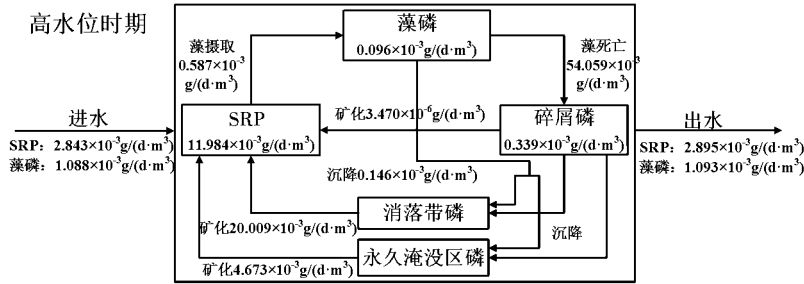 高水位时期
藻磷
0.096×10⁻³g/(d·m³)
藻摄取
0.587×10⁻³
g/(d·m³)
藻死亡
54.059×10⁻³
g/(d·m³)
进水
SRP：2.843×10⁻³g/(d·m³)
藻磷：1.088×10⁻³g/(d·m³)
SRP
11.984×10⁻³g/(d·m³)
矿化3.470×10⁻⁶g/(d·m³)
碎屑磷
0.339×10⁻³g/(d·m³)
出水
SRP：2.895×10⁻³g/(d·m³)
藻磷：1.093×10⁻³g/(d·m³)
沉降0.146×10⁻³g/(d·m³)
消落带磷
矿化20.009×10⁻³g/(d·m³)
沉降
永久淹没区磷
矿化4.673×10⁻³g/(d·m³)